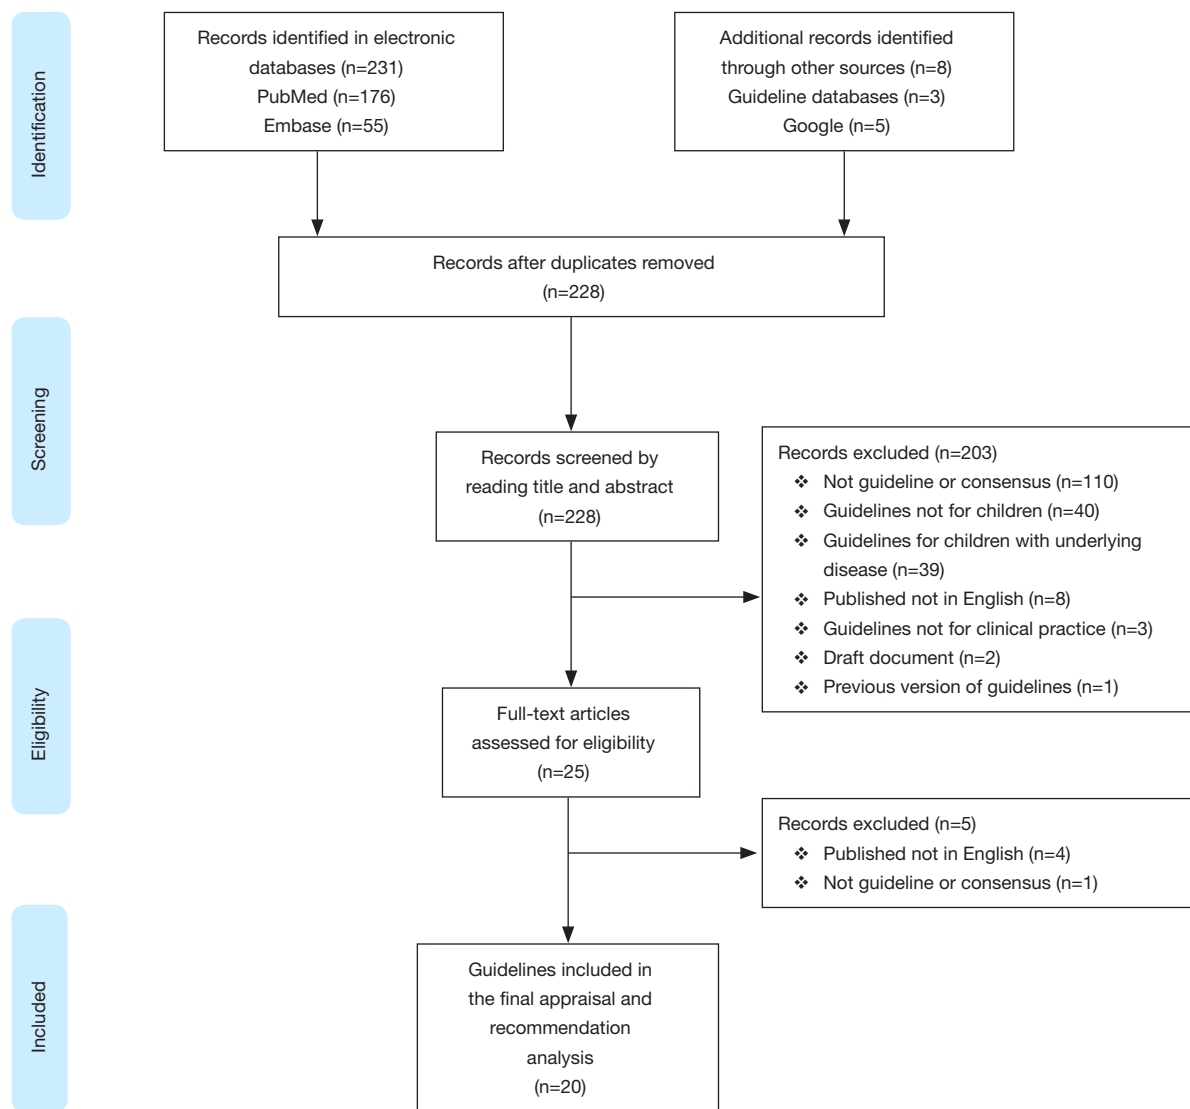 Identification
Records identified in electronic
databases (n=231)
PubMed (n=176)
Embase (n=55)
Additional records identified
through other sources (n=8)
Guideline databases (n=3)
Google (n=5)
Records after duplicates removed
(n=228)
Screening
Records screened by
reading title and abstract
(n=228)
Records excluded (n=203)
❖ Not guideline or consensus (n=110)
❖ Guidelines not for children (n=40)
❖ Guidelines for children with underlying
disease (n=39)
❖ Published not in English (n=8)
❖ Guidelines not for clinical practice (n=3)
❖ Draft document (n=2)
❖ Previous version of guidelines (n=1)
Eligibility
Full-text articles
assessed for eligibility
(n=25)
Records excluded (n=5)
❖ Published not in English (n=4)
❖ Not guideline or consensus (n=1)
Included
Guidelines included in
the final appraisal and
recommendation
analysis
(n=20)